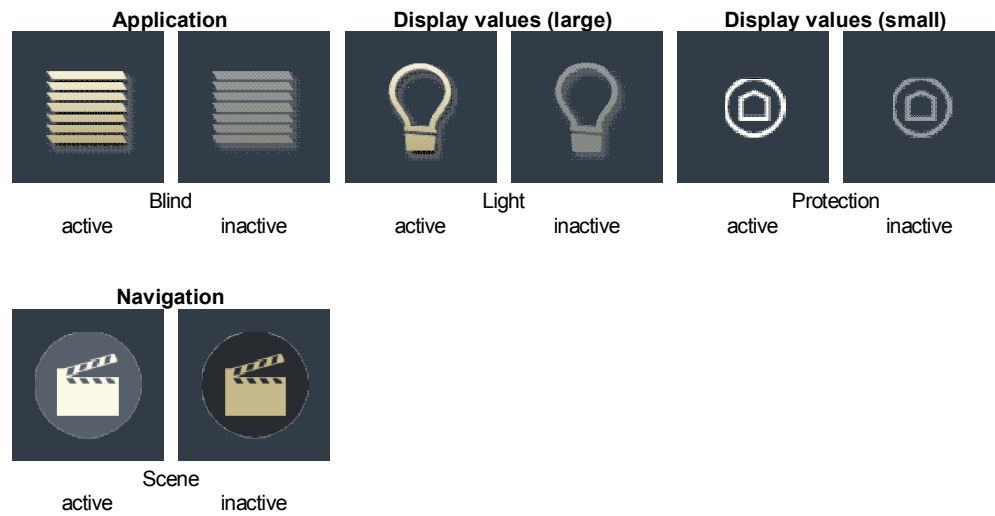 Application Display values (large) Display values (small)
Blind Light Protection
active inactive active inactive active inactive
Navigation
Scene
active inactive